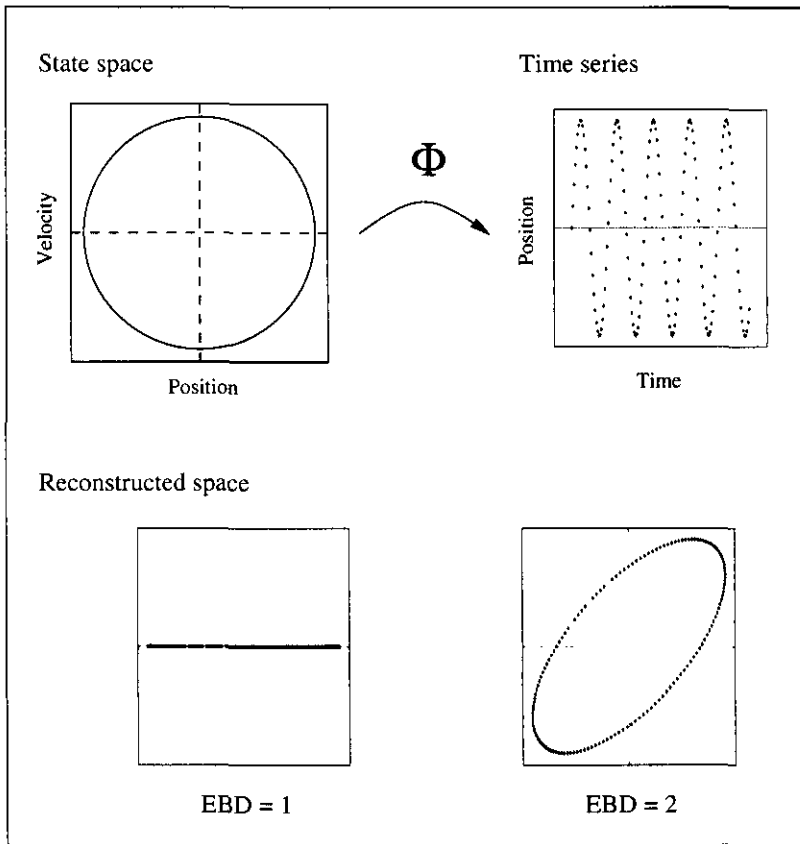 State space
Time series
Φ
Velocity
Position
Position
Time
Reconstructed space
EBD = 1
EBD = 2